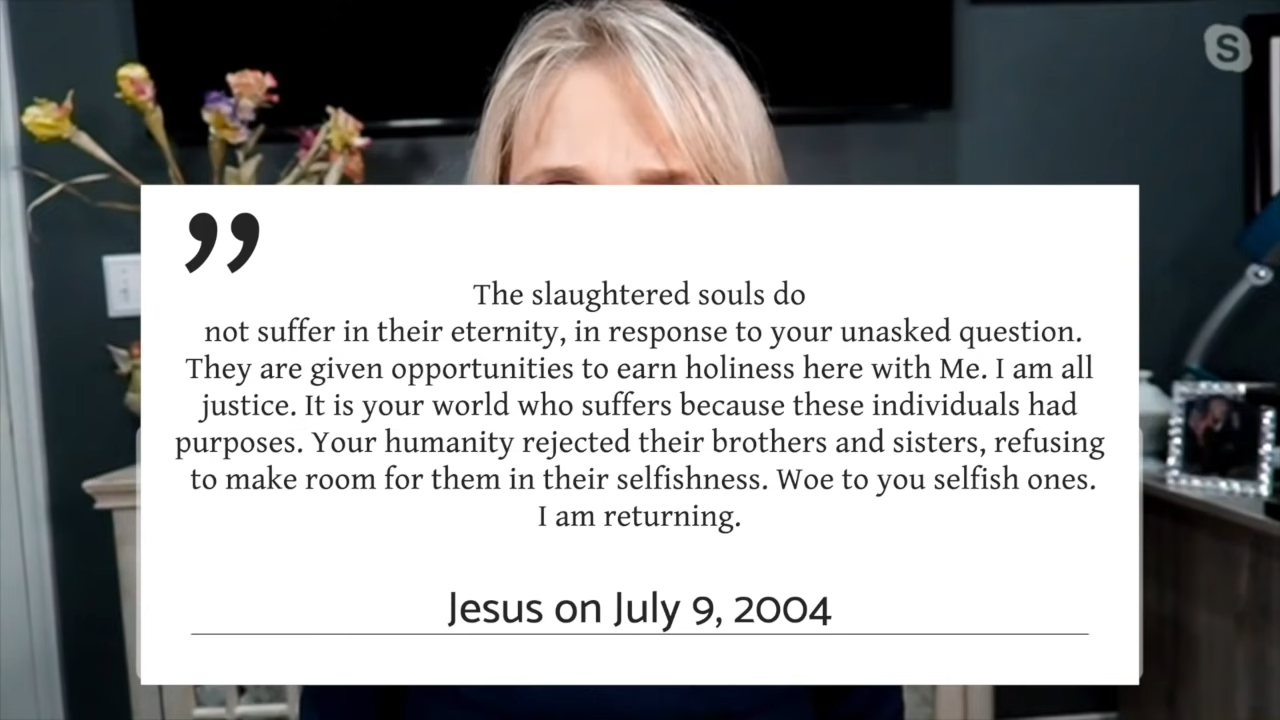 ”
The slaughtered souls do
not suffer in their eternity, in response to your unasked question.
They are given opportunities to earn holiness here with Me. I am all
justice. It is your world who suffers because these individuals had
purposes. Your humanity rejected their brothers and sisters, refusing
to make room for them in their selfishness. Woe to you selfish ones.
I am returning.
Jesus on July 9, 2004